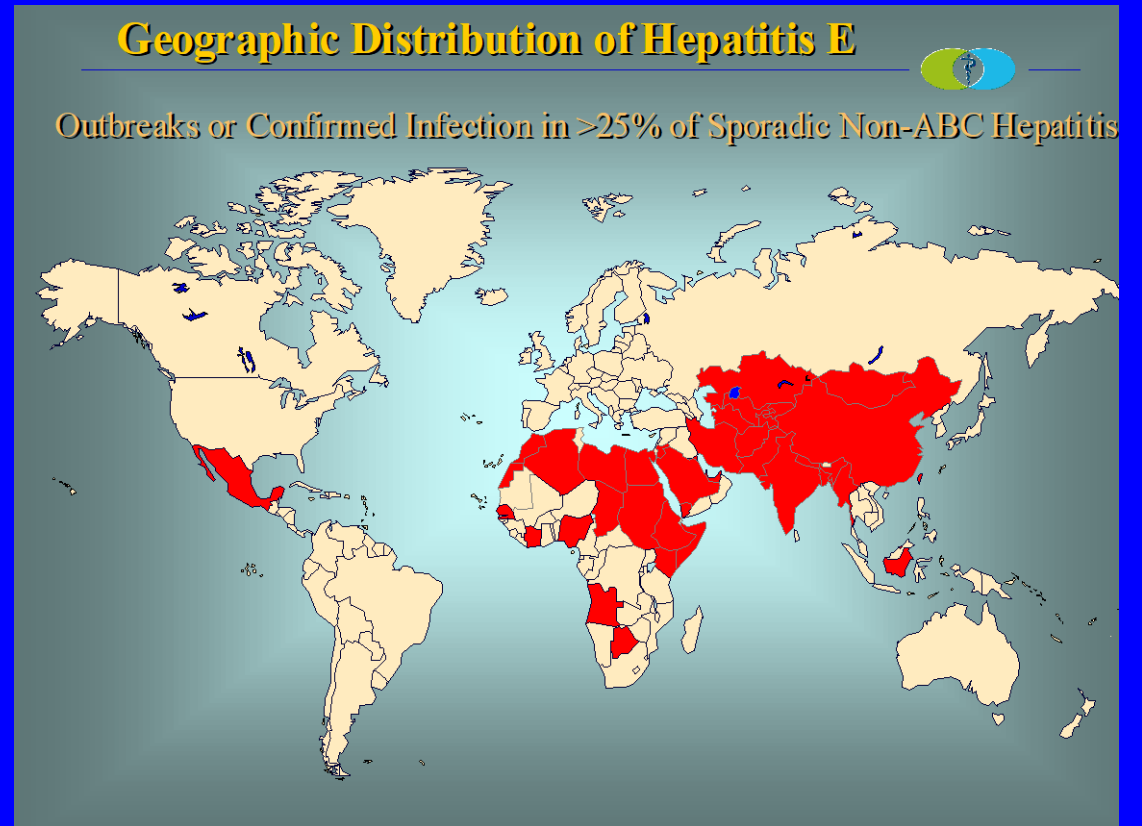 Geographic Distribution of Hepatitis E
Outbreaks or Confirmed Infection in >25% of Sporadic Non-ABC Hepatitis